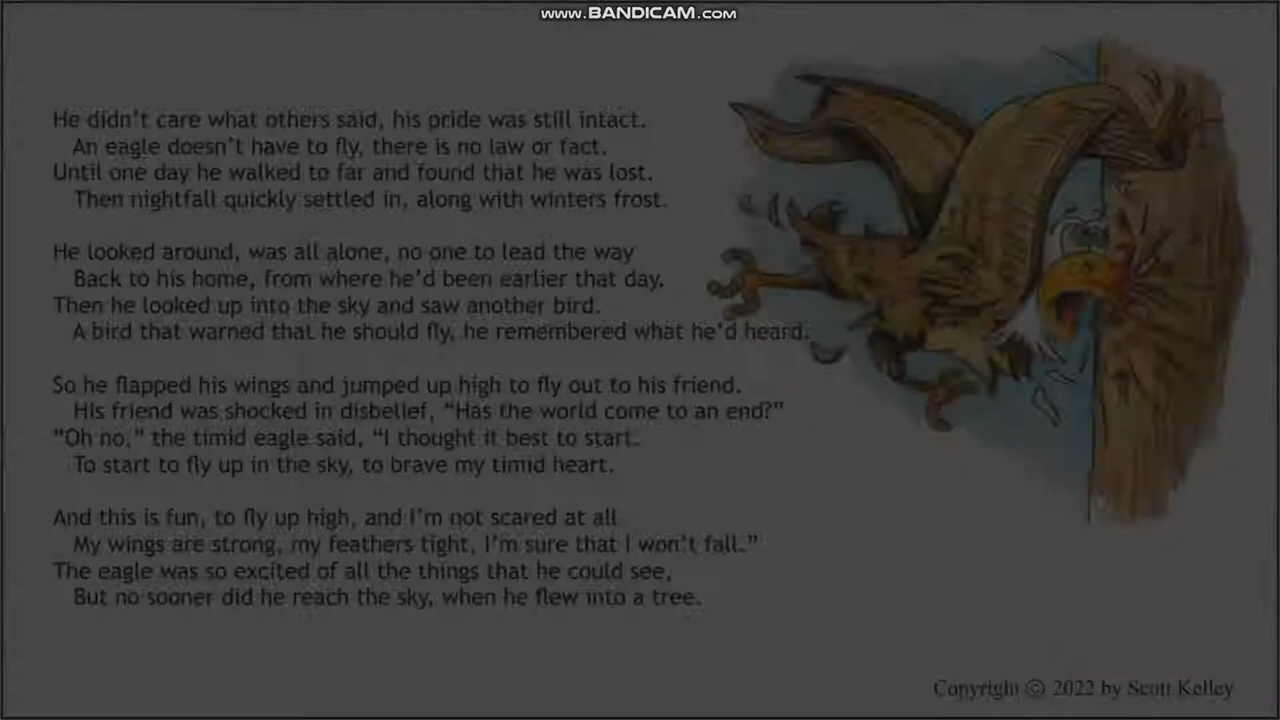 www.BANDICAM.com
He didn't care what others said, his pride was still intact.
An eagle doesn't have to fly, there is no law or fact.
Until one day he walked to far and found that he was lost.
Then nightfall quickly settled in, along with winters frost.
He looked around, was all alone, no one to lead the way
Back to his home, from where he'd been earlier that day.
Then he looked up into the sky and saw another bird.
A bird that warned that he should fly, he remembered what he'd heard.
So he flapped his wings and jumped up high to fly out to his friend.
His friend was shocked in disbelief, “Has the world come to an end?”
“Oh no,” the timid eagle said, “I thought it best to start.
To start to fly up in the sky, to brave my timid heart.
And this is fun, to fly up high, and I'm not scared at all
My wings are strong, my feathers tight, I'm sure that I won't fall.”
The eagle was so excited of all the things that he could see,
But no sooner did he reach the sky, when he flew into a tree.
Copyright © 2022 by Scott Kelley